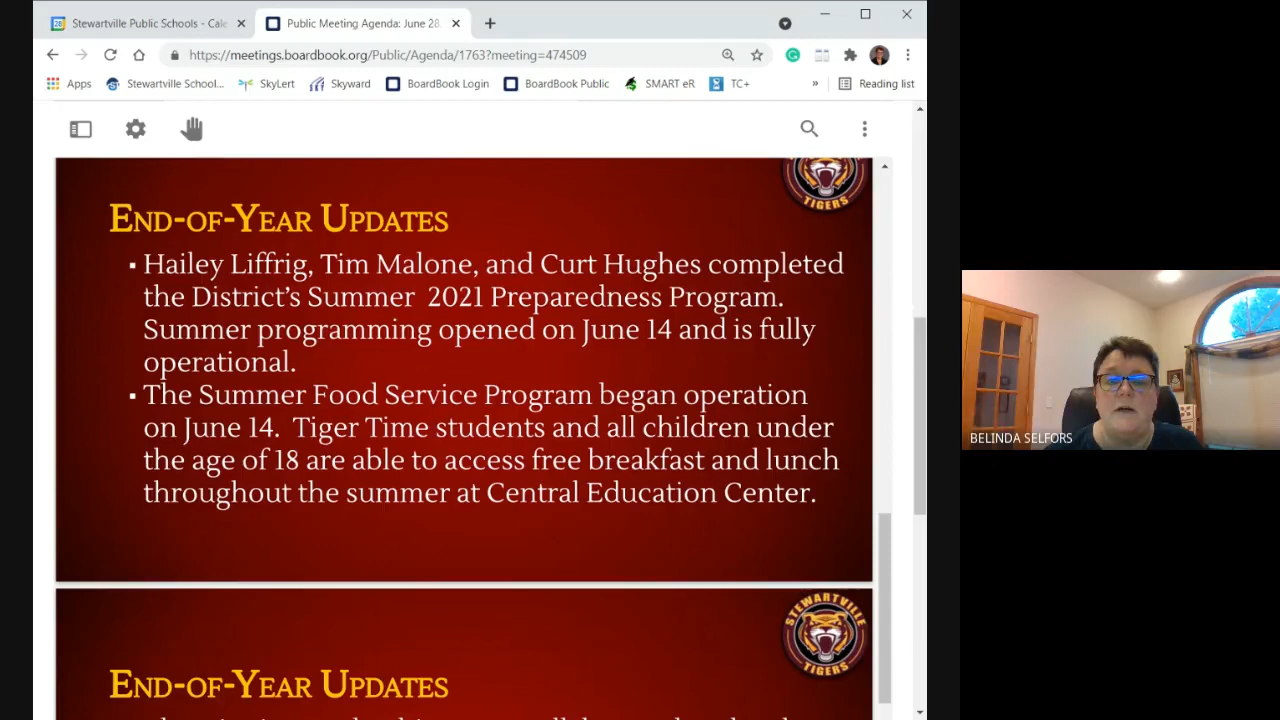 Stewartville Public Schools - Cale
Public Meeting Agenda: June 28,
https://meetings.boardbook.org/Public/Agenda/1763?meeting=474509
Apps
Stewartville School...
SkyLert
Skyward
BoardBook Login
BoardBook Public
SMART eR
TC+
»
Reading list
TIGERS
END-OF-YEAR UPDATES
▪ Hailey Liffrig, Tim Malone, and Curt Hughes completed
the District's Summer 2021 Preparedness Program.
Summer programming opened on June 14 and is fully
operational.
▪ The Summer Food Service Program began operation
on June 14. Tiger Time students and all children under
the age of 18 are able to access free breakfast and lunch
throughout the summer at Central Education Center.
STEWARTVILLE
TIGERS
END-OF-YEAR UPDATES
BELINDA SELFORS